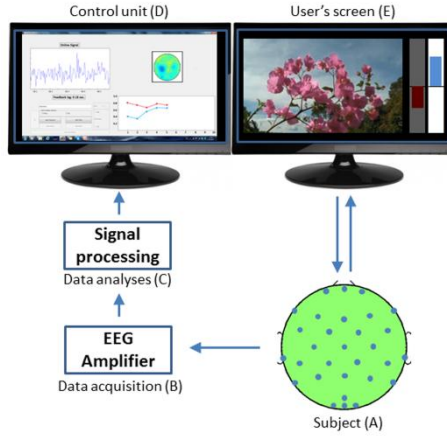 Control unit (D)
User's screen (E)
Signal
processing
Data analyses (C)
EEG
Amplifier
Data acquisition (B)
Subject (A)